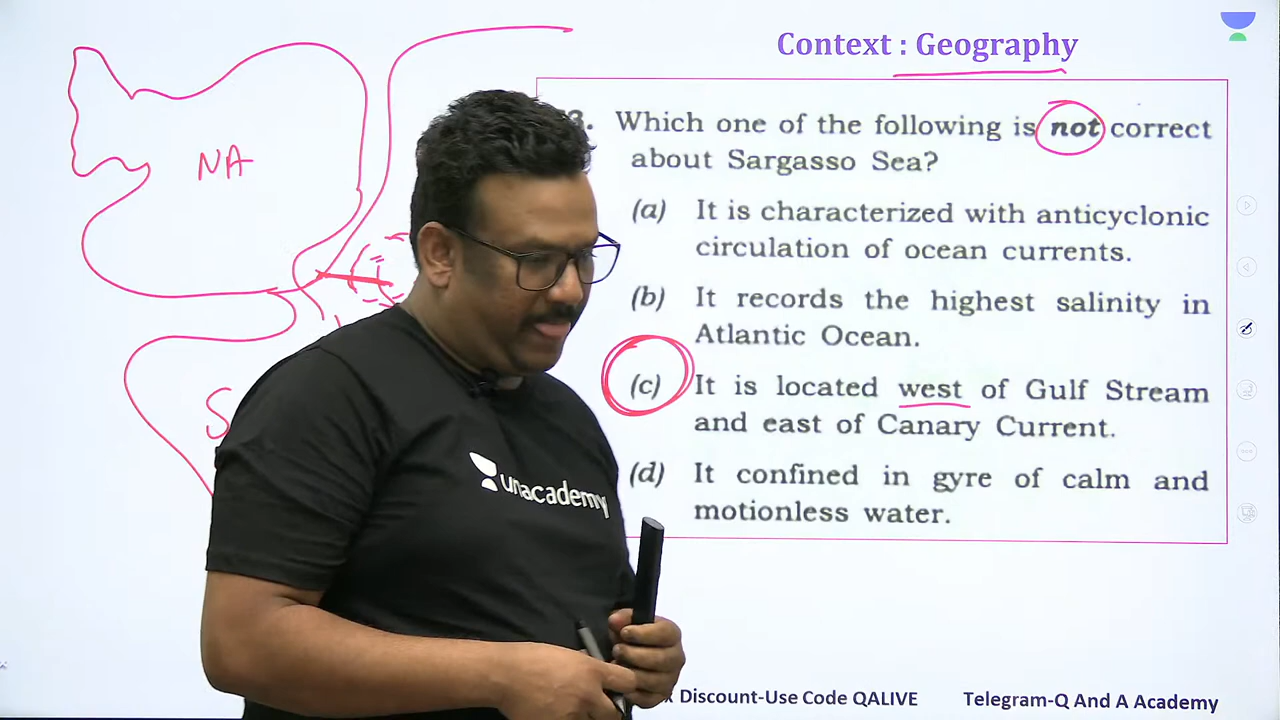 Context : Geography
NA
3. Which one of the following is not correct
about Sargasso Sea?
(a) It is characterized with anticyclonic
circulation of ocean currents.
(b) It records the highest salinity in
Atlantic Ocean.
(c) It is located west of Gulf Stream
and east of Canary Current.
S
(d) It confined in gyre of calm and
motionless water.
unacademy
Discount-Use Code QALIVE
Telegram-Q And A Academy